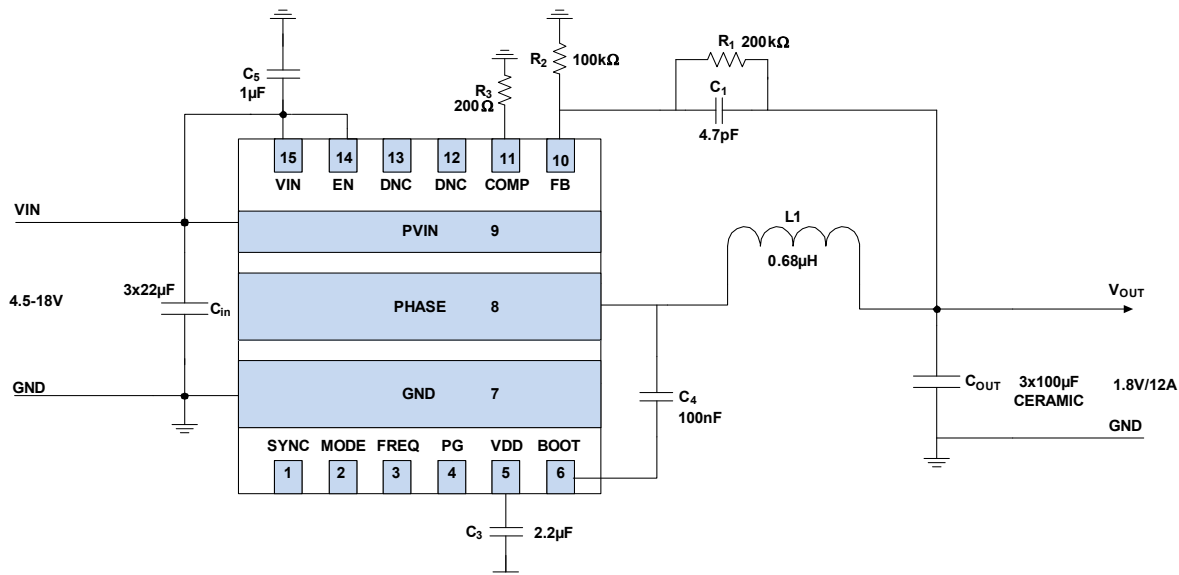 R₁ 200kΩ
R₂ 100kΩ
C₅
1µF
R₃
200Ω
C₁
4.7pF
15 14 13 12 11 10
VIN EN DNC DNC COMP FB
VIN
PVIN 9
L1
0.68µH
4.5-18V
3x22µF
Cin
PHASE 8
VOUT
GND
GND 7
C₄
100nF
COUT 3x100µF 1.8V/12A
CERAMIC
GND
SYNC MODE FREQ PG VDD BOOT
1 2 3 4 5 6
C₃ 2.2µF